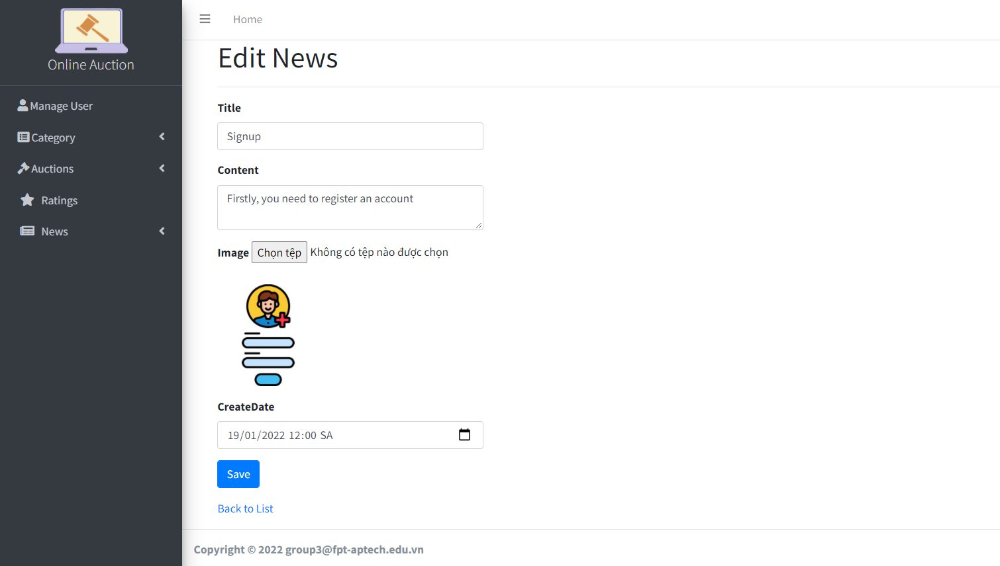 Online Auction
Manage User
Category
Auctions
Ratings
News
Home
Edit News
Title
Signup
Content
Firstly, you need to register an account
Image Chọn tệp Không có tệp nào được chọn
CreateDate
19/01/2022 12:00 SA
Save
Back to List
Copyright © 2022 group3@fpt-aptech.edu.vn